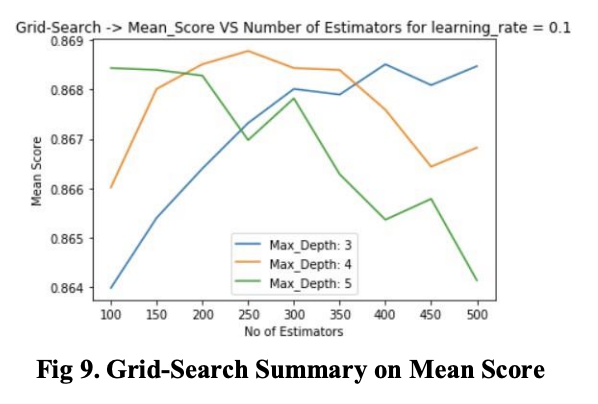 Grid-Search -> Mean_Score VS Number of Estimators for learning_rate = 0.1
0.869
0.868
0.867
0.866
0.865
0.864
Mean Score
Max_Depth: 3
Max_Depth: 4
Max_Depth: 5
100 150 200 250 300 350 400 450 500
No of Estimators
Fig 9. Grid-Search Summary on Mean Score